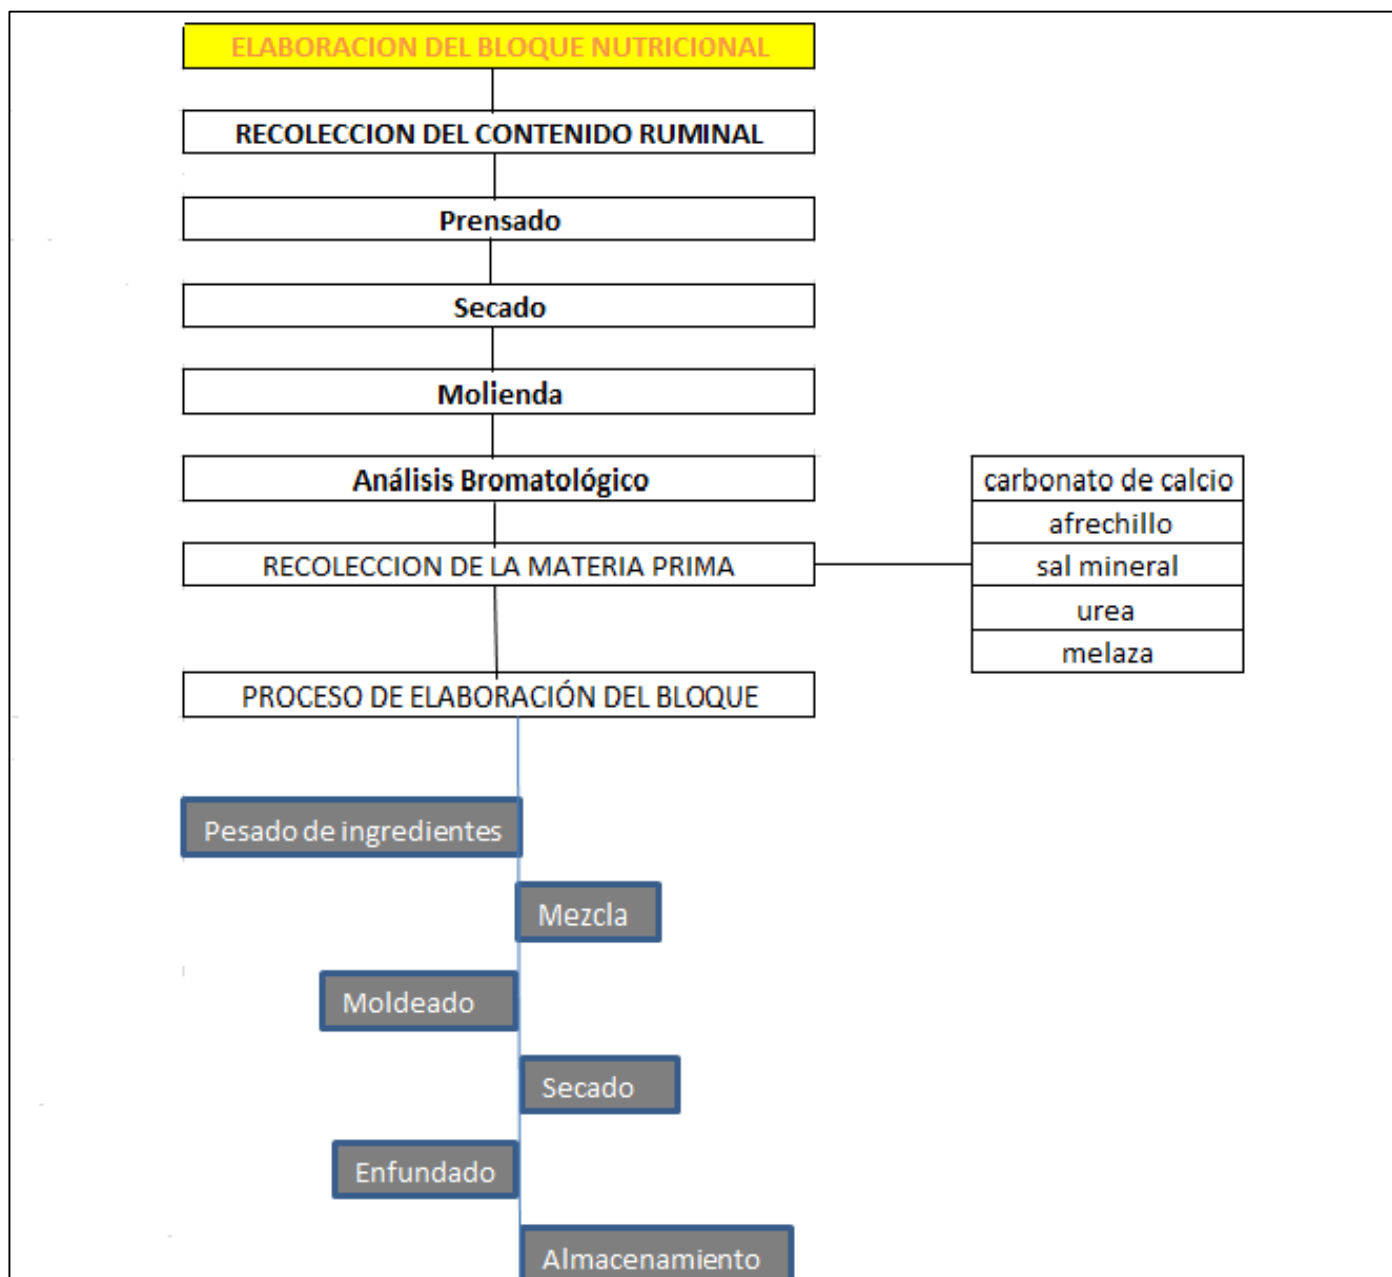 ELABORACION DEL BLOQUE NUTRICIONAL
RECOLECCION DEL CONTENIDO RUMINAL
Prensado
Secado
Molienda
Análisis Bromatológico
RECOLECCION DE LA MATERIA PRIMA
carbonato de calcio
afrechillo
sal mineral
urea
melaza
PROCESO DE ELABORACIÓN DEL BLOQUE
Pesado de ingredientes
Mezcla
Moldeado
Secado
Enfundado
Almacenamiento